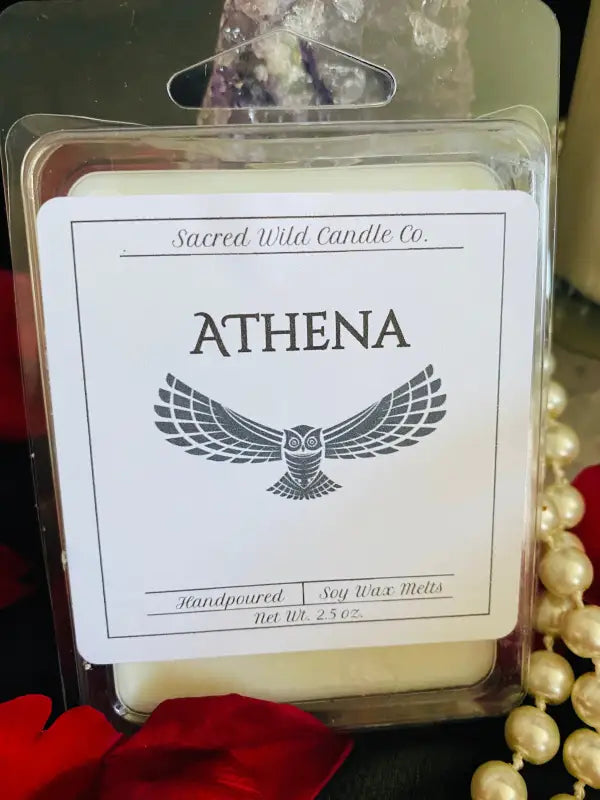 Sacred Wild Candle Co.
ATHENA
Handpoured | Soy Wax Melts
Net Wt. 2.5 oz.